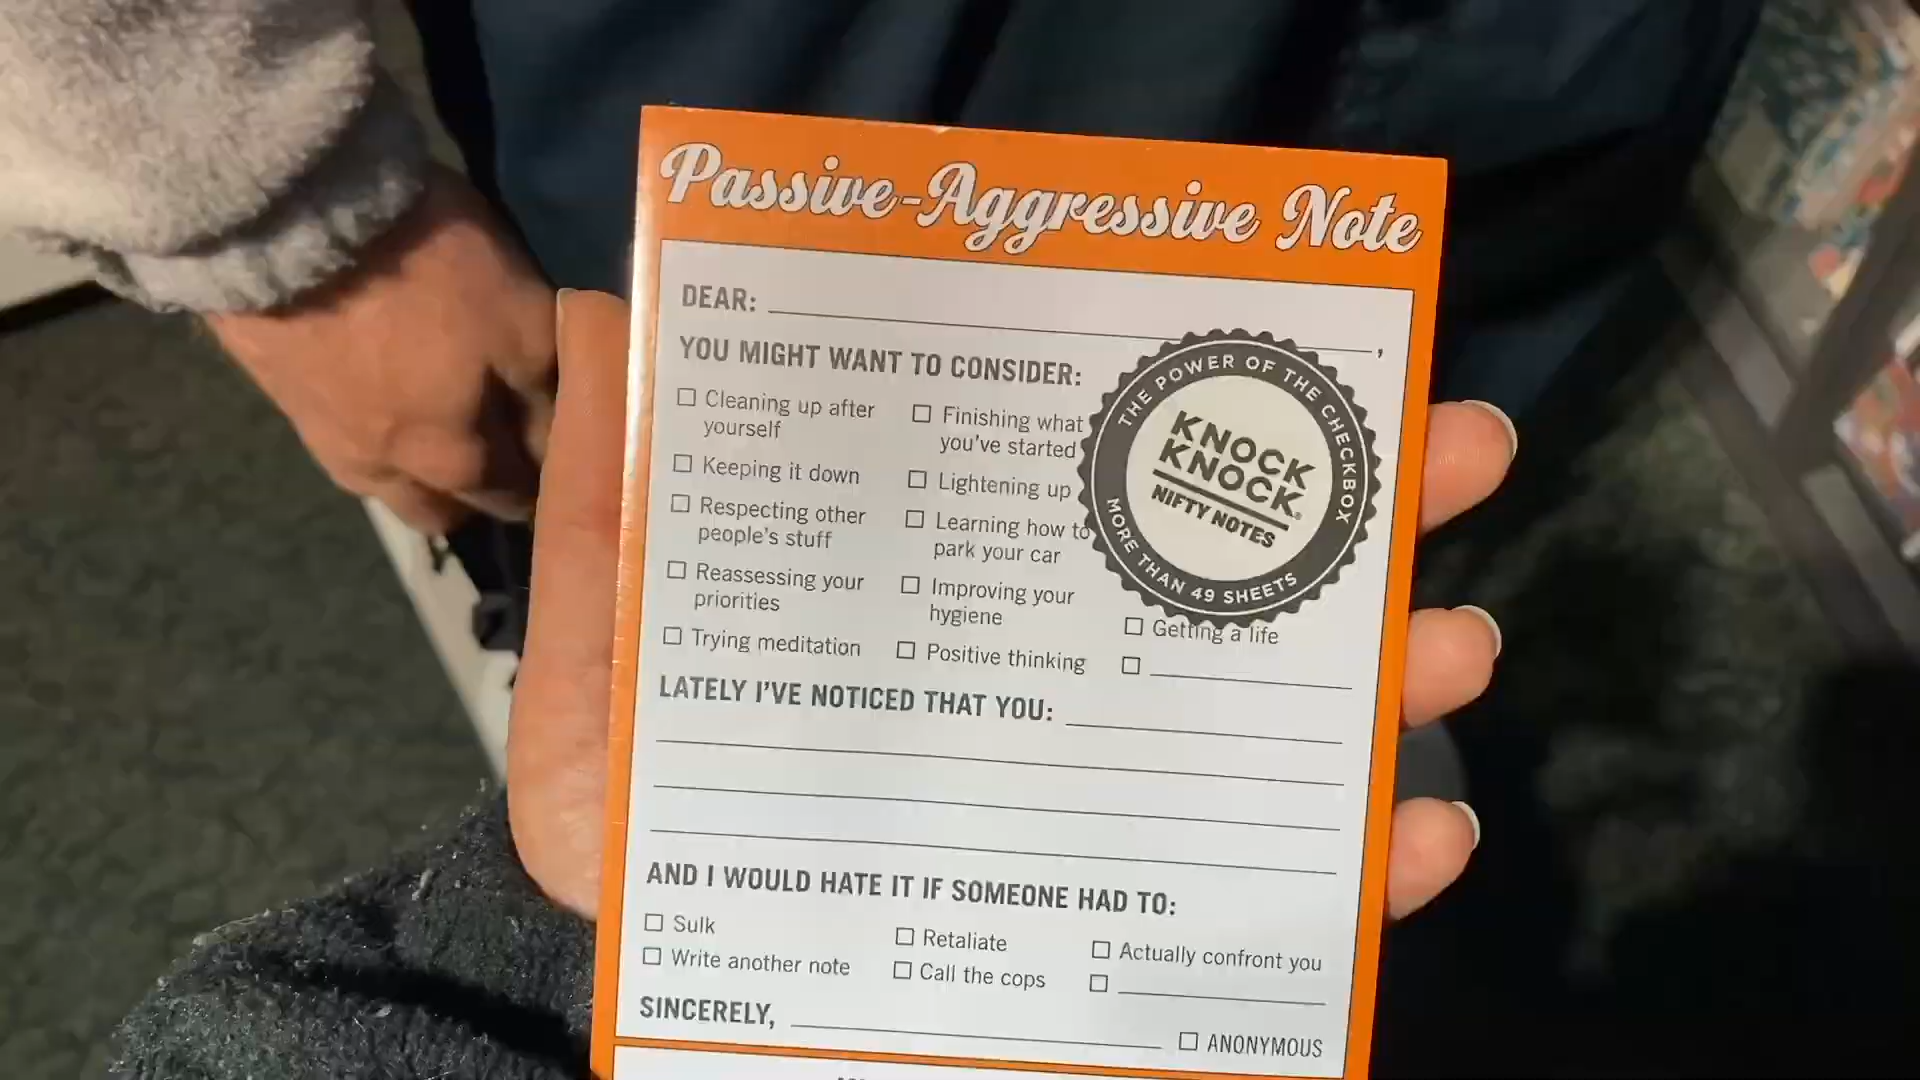 Passive-Aggressive Note
DEAR: ,
YOU MIGHT WANT TO CONSIDER:
Cleaning up after
yourself
Keeping it down
Respecting other
people's stuff
Reassessing your
priorities
Trying meditation
Finishing what
you've started
Lightening up
Learning how to
park your car
Improving your
hygiene
Positive thinking
Getting a life
THE POWER OF THE CHECKBOX
KNOCK
KNOCK®
NIFTY NOTES
MORE THAN 49 SHEETS
LATELY I'VE NOTICED THAT YOU:
AND I WOULD HATE IT IF SOMEONE HAD TO:
Sulk
Write another note
Retaliate
Call the cops
Actually confront you
SINCERELY,
ANONYMOUS